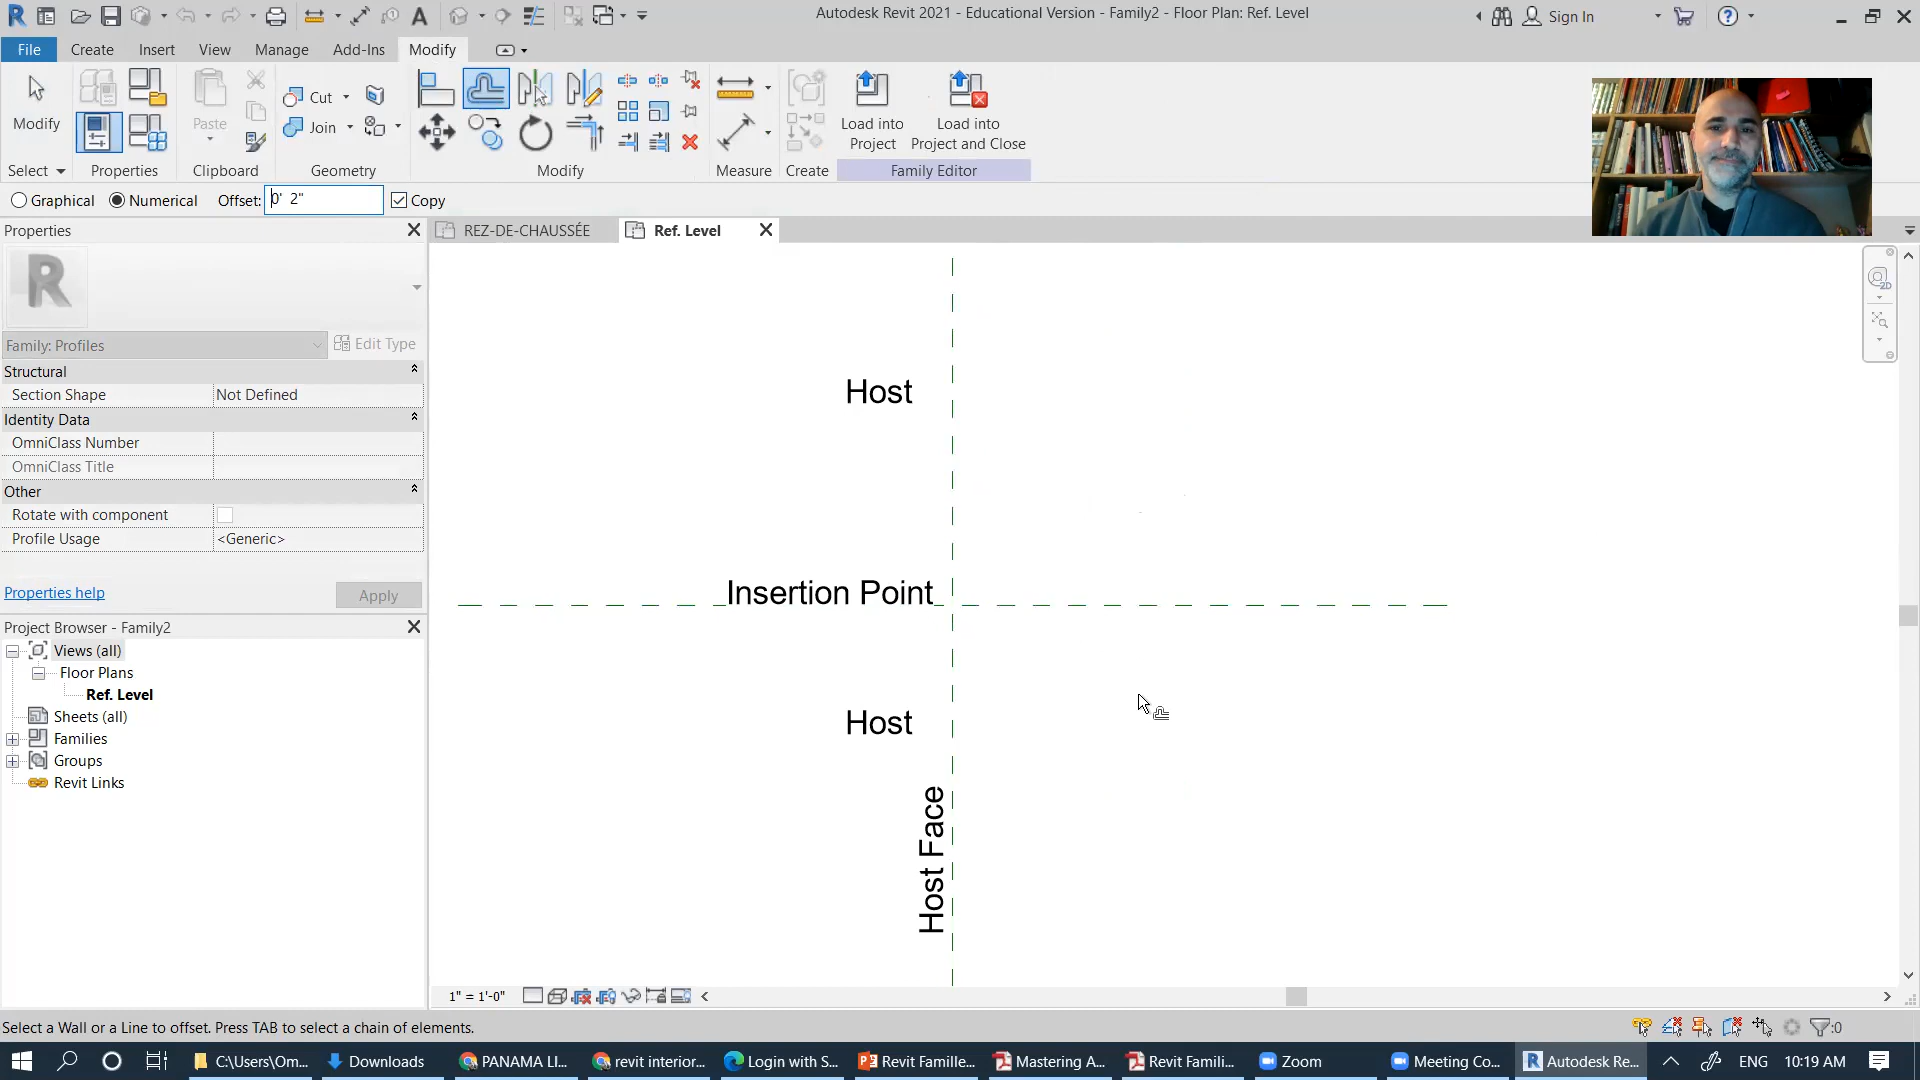 Autodesk Revit 2021 - Educational Version - Family2 - Floor Plan: Ref. Level
Sign In
File Create Insert View Manage Add-Ins Modify
Modify
Paste
Cut
Join
Load into Project
Load into Project and Close
Select Properties Clipboard Geometry Modify Measure Create Family Editor
Graphical Numerical Offset: 0' 2" Copy
Properties
REZ-DE-CHAUSSÉE
Ref. Level
Family: Profiles
Edit Type
Structural
Section Shape Not Defined
Identity Data
OmniClass Number
OmniClass Title
Other
Rotate with component
Profile Usage <Generic>
Properties help
Apply
Project Browser - Family2
Views (all)
Floor Plans
Ref. Level
Sheets (all)
Families
Groups
Revit Links
Host
Insertion Point
Host
Host Face
2D
1" = 1'-0"
Select a Wall or a Line to offset. Press TAB to select a chain of elements.
:0
C:\Users\Om...
Downloads
PANAMA LI...
revit interior...
Login with S...
Revit Famille...
Mastering A...
Revit Famili...
Zoom
Meeting Co...
Autodesk Re...
ENG
10:19 AM